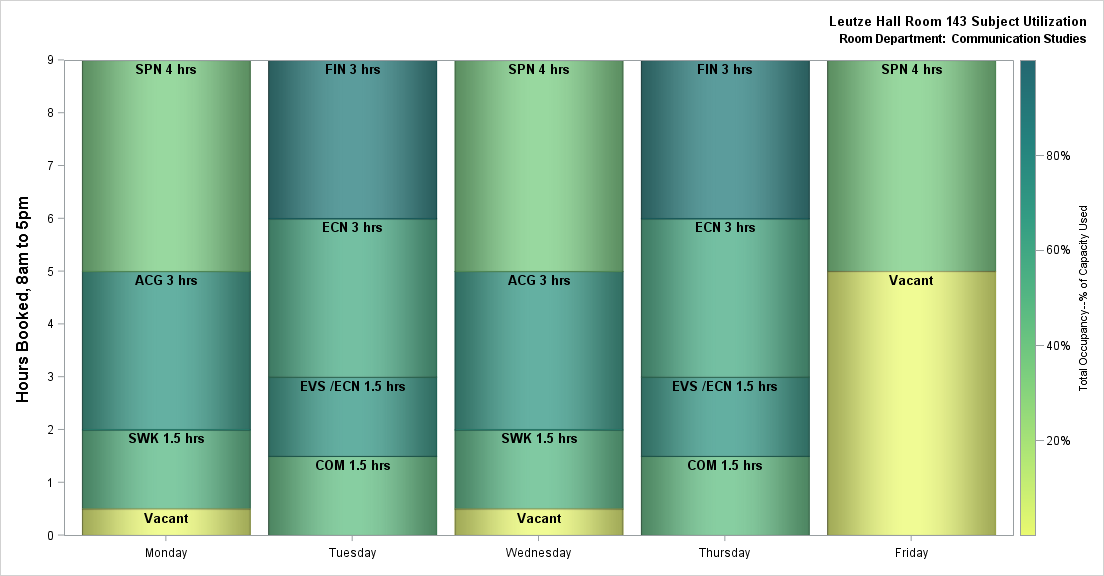 Leutze Hall Room 143 Subject Utilization
Room Department: Communication Studies
Hours Booked, 8am to 5pm
9
8
7
6
5
4
3
2
1
0
SPN 4 hrs
ACG 3 hrs
SWK 1.5 hrs
Vacant
FIN 3 hrs
ECN 3 hrs
EVS /ECN 1.5 hrs
COM 1.5 hrs
SPN 4 hrs
ACG 3 hrs
SWK 1.5 hrs
Vacant
FIN 3 hrs
ECN 3 hrs
EVS /ECN 1.5 hrs
COM 1.5 hrs
SPN 4 hrs
Vacant
Monday
Tuesday
Wednesday
Thursday
Friday
80%
60%
40%
20%
Total Occupancy--% of Capacity Used